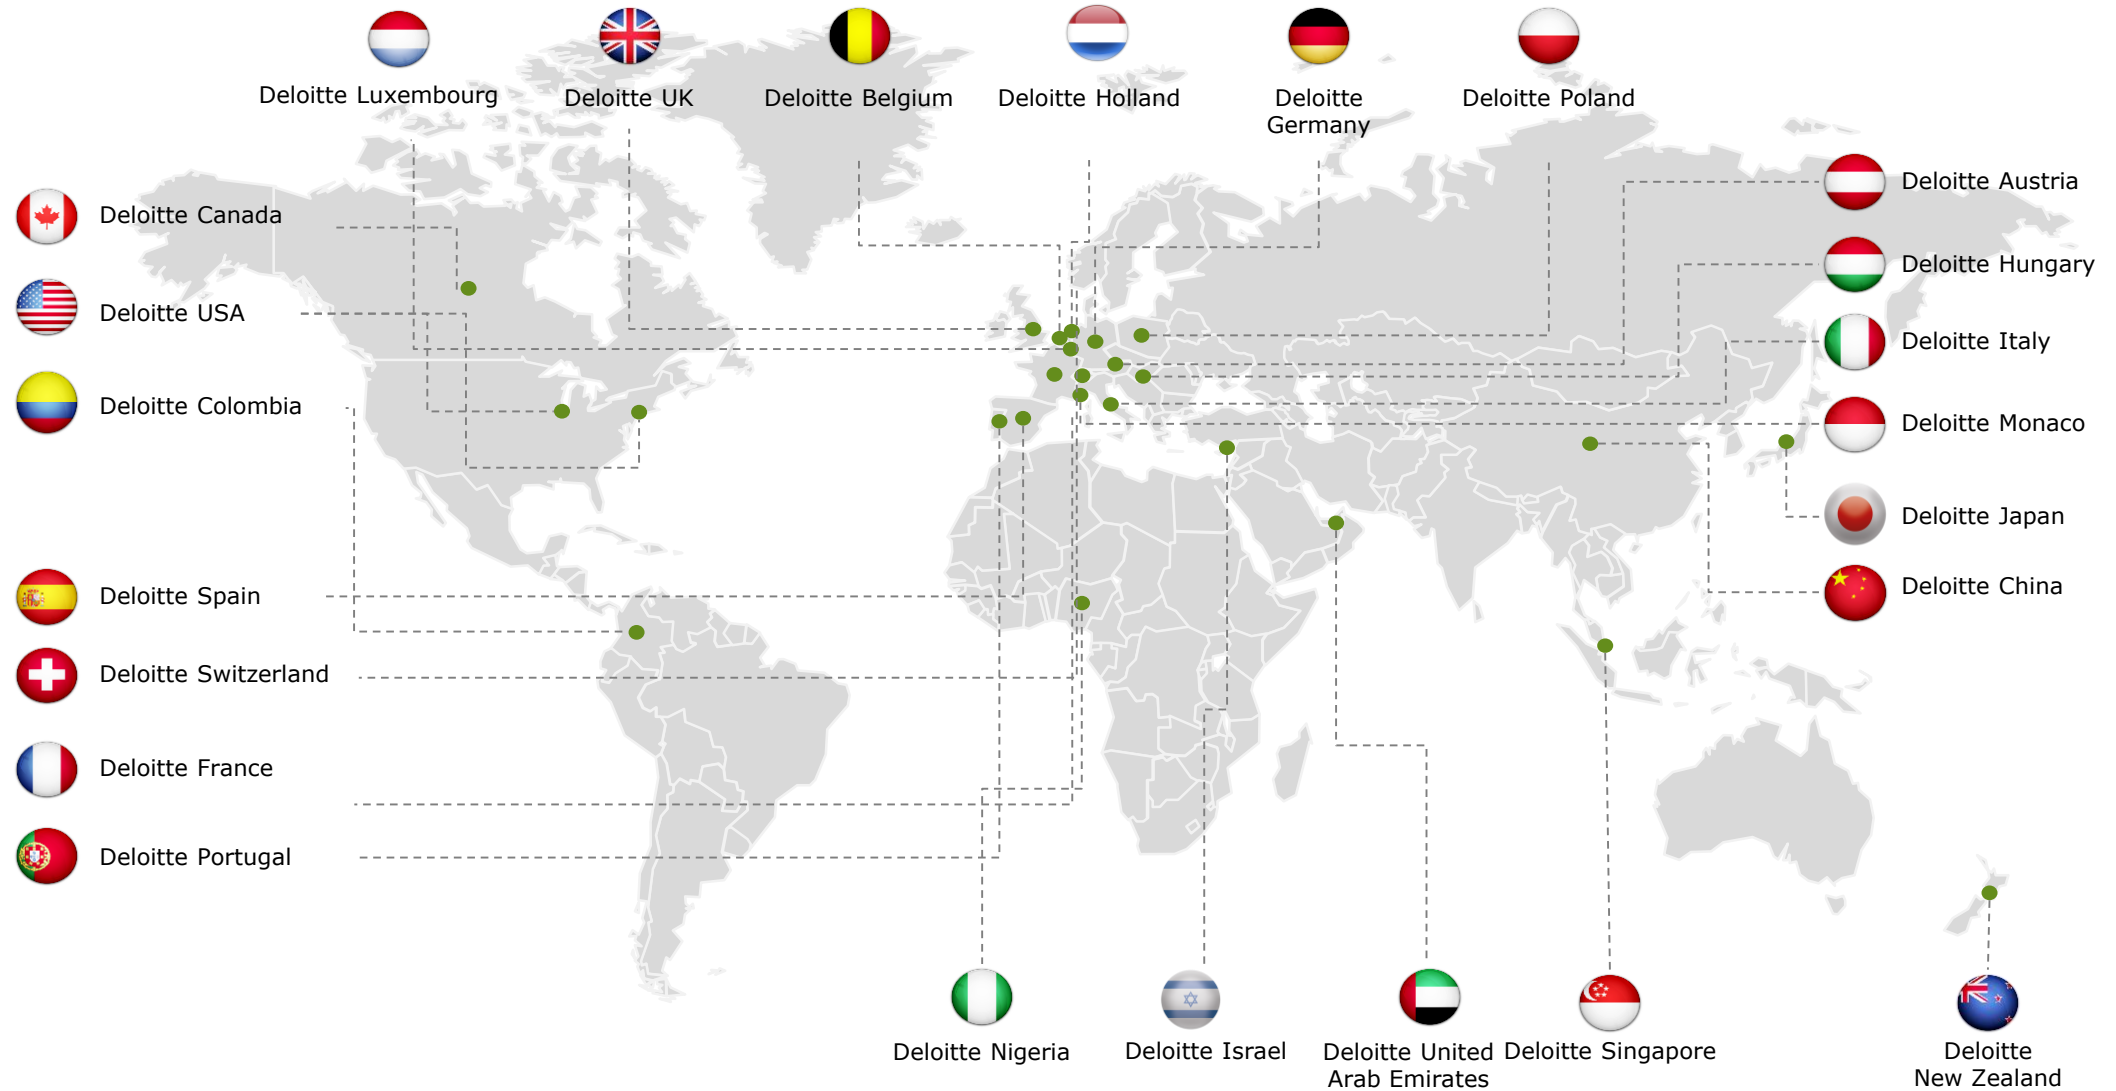 Deloitte Luxembourg
Deloitte UK
Deloitte Belgium
Deloitte Holland
Deloitte
Germany
Deloitte Poland
Deloitte Canada
Deloitte USA
Deloitte Colombia
Deloitte Spain
Deloitte Switzerland
Deloitte France
Deloitte Portugal
Deloitte Austria
Deloitte Hungary
Deloitte Italy
Deloitte Monaco
Deloitte Japan
Deloitte China
Deloitte Nigeria
Deloitte Israel
Deloitte United
Arab Emirates
Deloitte Singapore
Deloitte
New Zealand